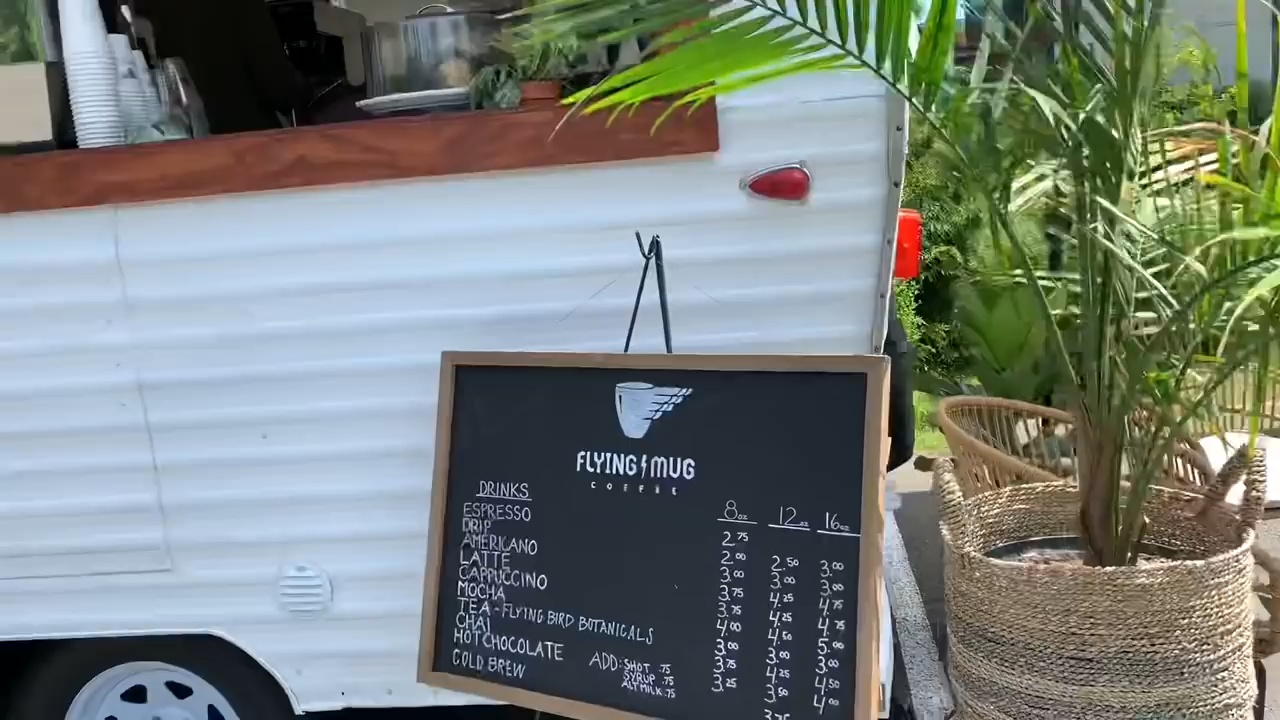 FLYING MUG
COFFEE
DRINKS 8oz 12oz 16oz
ESPRESSO 2.75
DRIP 2.00 2.50 3.00
AMERICANO 3.00 3.00 3.00
LATTE 3.75 4.25 4.75
CAPPUCCINO 3.75 4.25 4.75
MOCHA 4.00 4.50 5.00
TEA - FLYING BIRD BOTANICALS 3.00 3.00 3.00
CHAI 3.75 4.25 4.50
HOT CHOCOLATE 3.25 3.50 4.00
COLD BREW
ADD: SHOT .75
SYRUP .75
ALT MILK .75